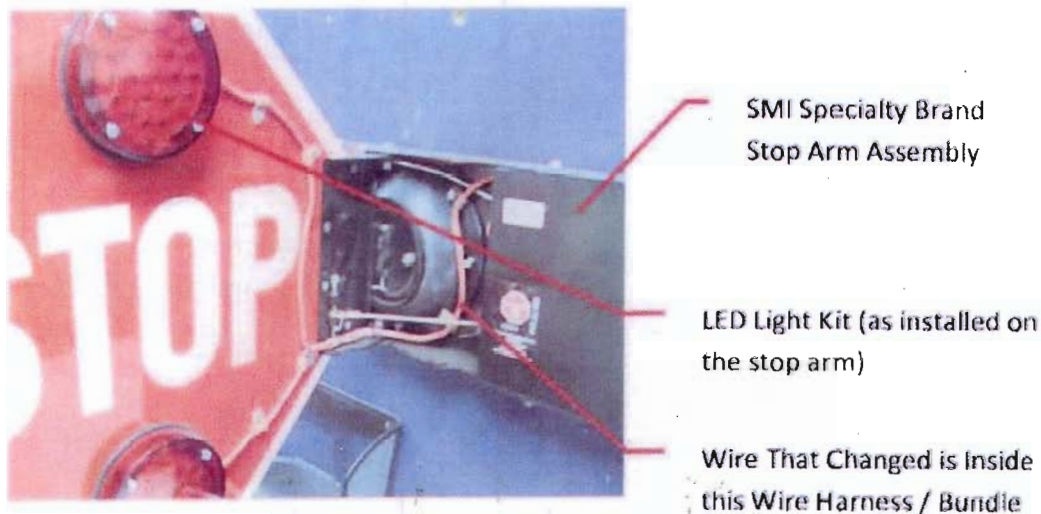 STOP
SMI Specialty Brand
Stop Arm Assembly
LED Light Kit (as installed on
the stop arm)
Wire That Changed is Inside
this Wire Harness / Bundle